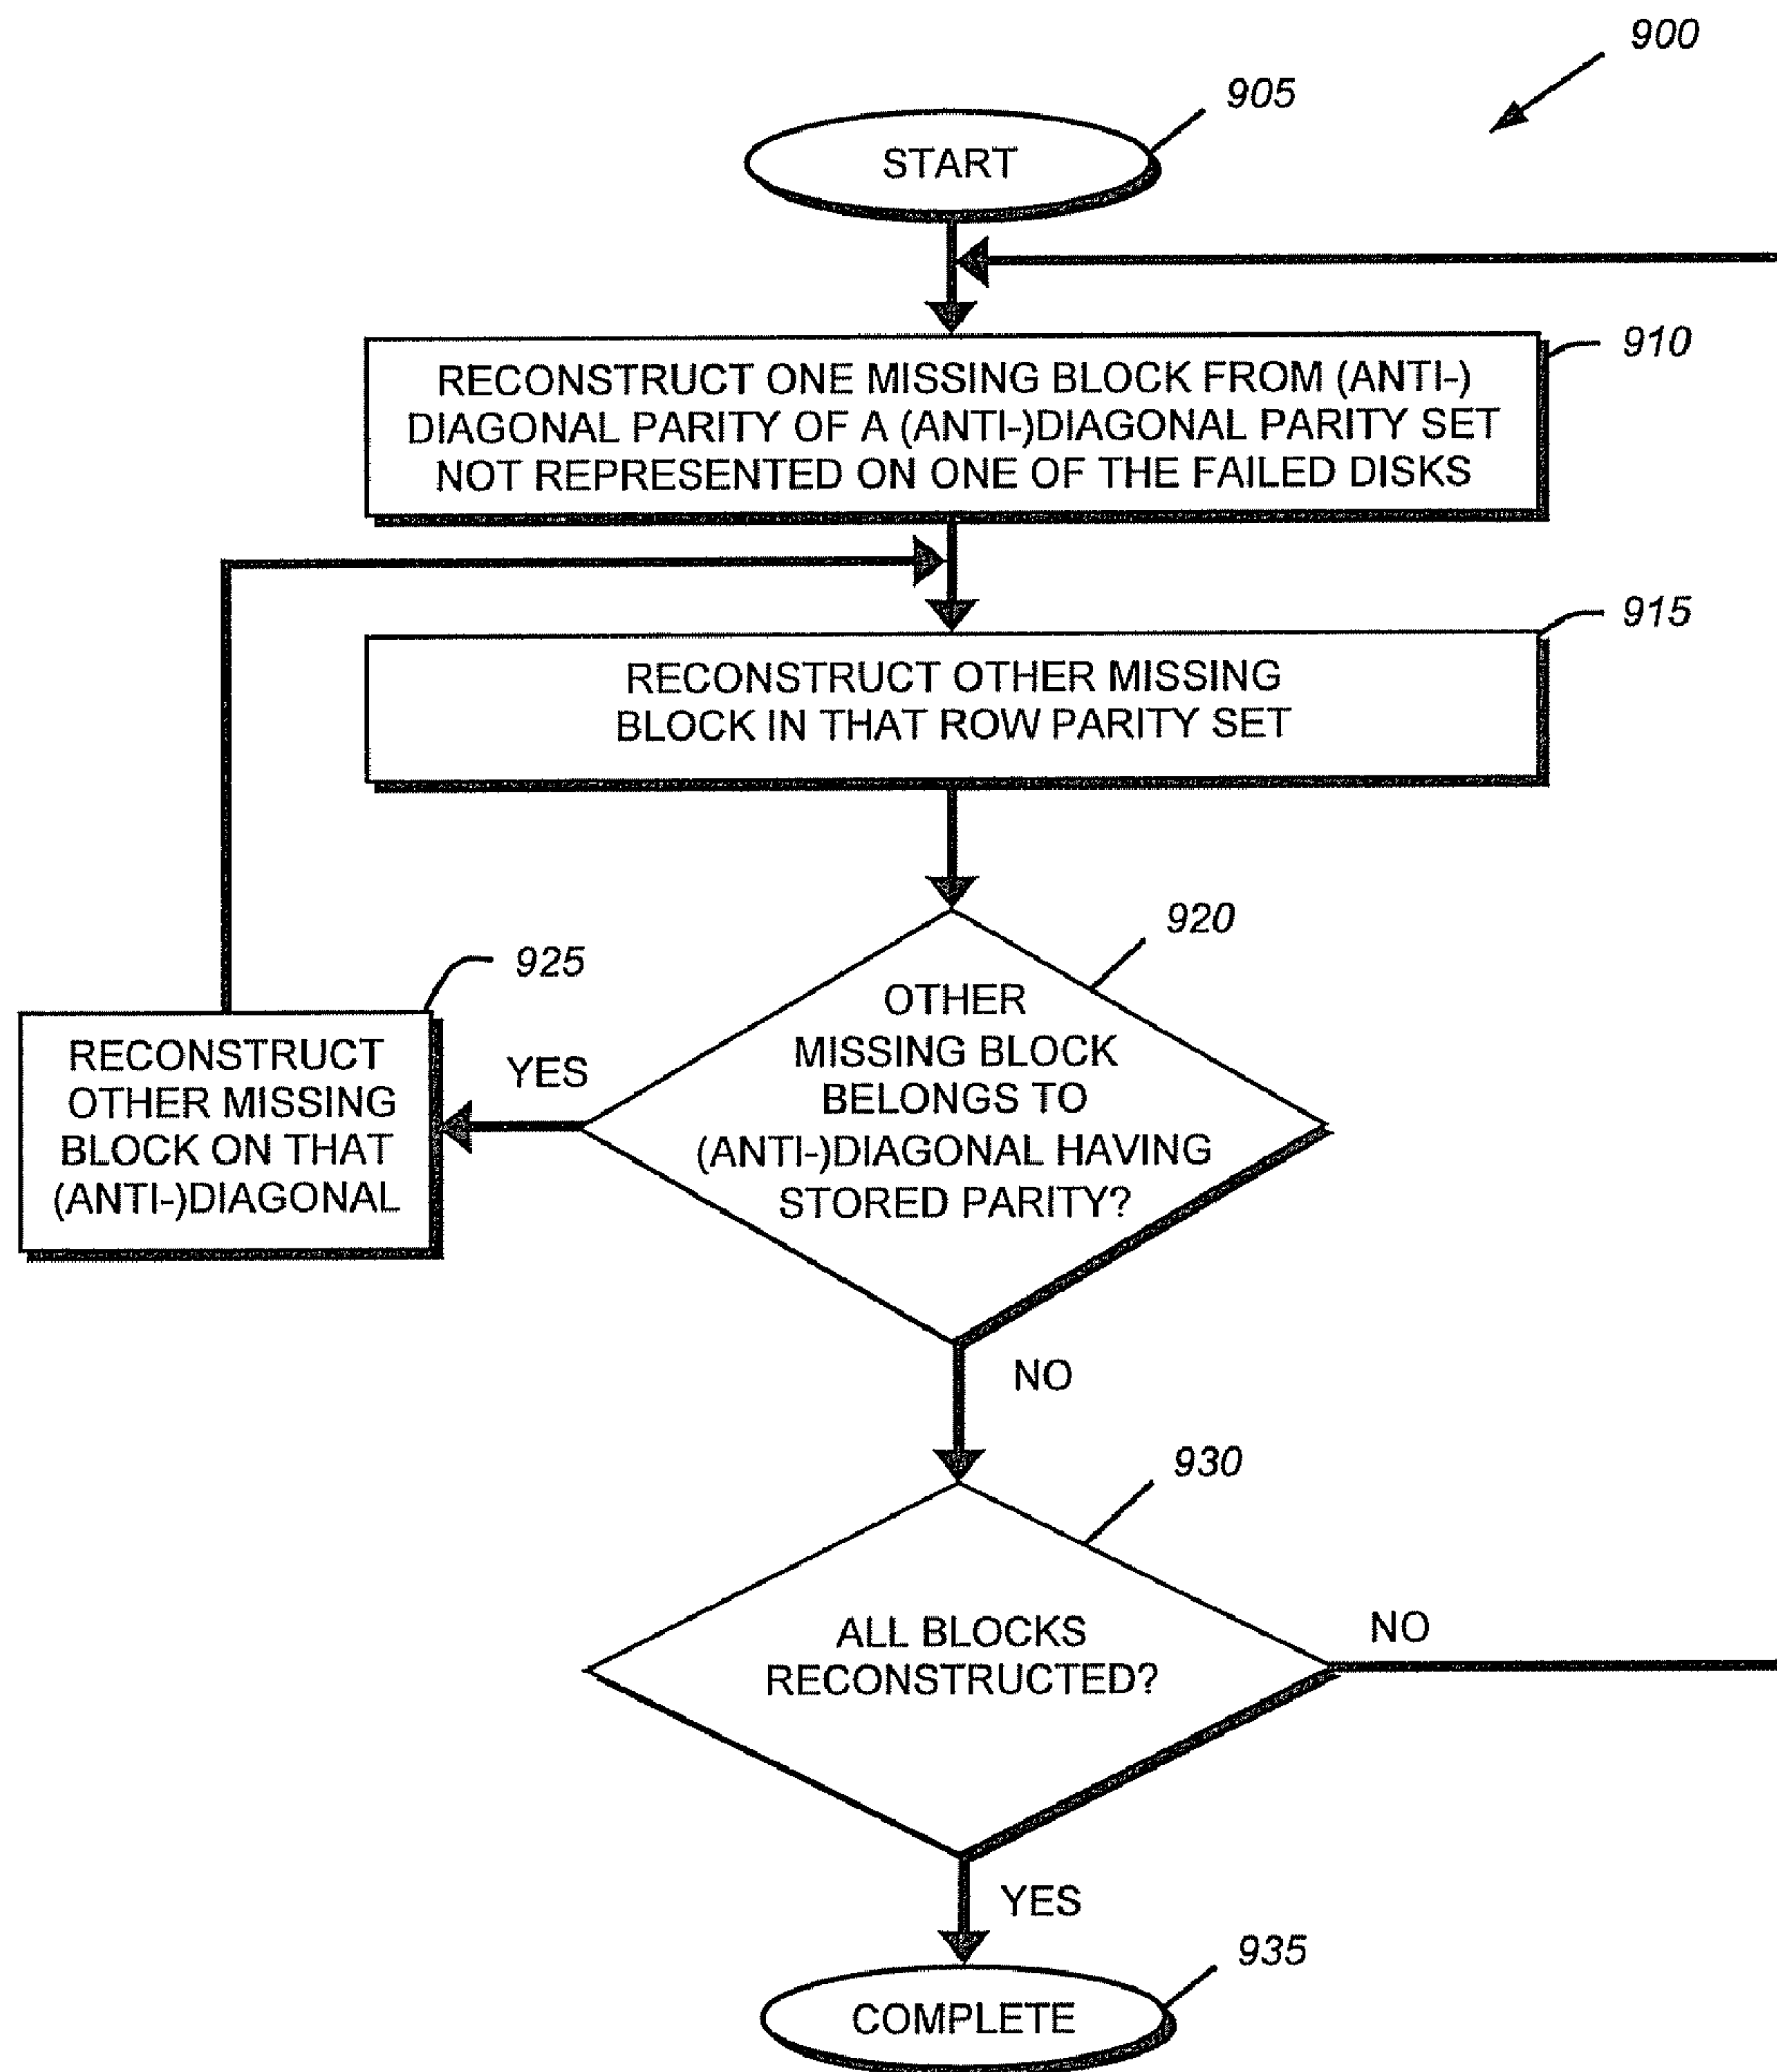 900
905
START
910
RECONSTRUCT ONE MISSING BLOCK FROM (ANTI-)
DIAGONAL PARITY OF A (ANTI-)DIAGONAL PARITY SET
NOT REPRESENTED ON ONE OF THE FAILED DISKS
915
RECONSTRUCT OTHER MISSING
BLOCK IN THAT ROW PARITY SET
920
OTHER
MISSING BLOCK
BELONGS TO
(ANTI-)DIAGONAL HAVING
STORED PARITY?
YES
925
RECONSTRUCT
OTHER MISSING
BLOCK ON THAT
(ANTI-)DIAGONAL
NO
930
ALL BLOCKS
RECONSTRUCTED?
NO
YES
935
COMPLETE